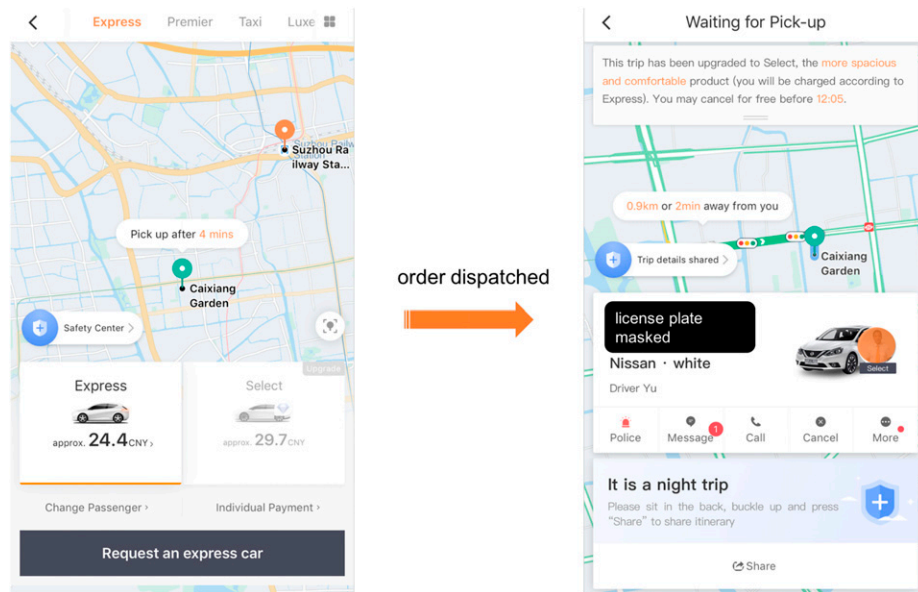 Express Premier Taxi Luxe
Suzhou Railw
Station
Suzhou Ra
ilway Sta...
Pick up after 4 mins
Caixiang
Garden
Safety Center >
Upgrade
Express
approx. 24.4CNY >
Select
approx. 29.7CNY
Change Passenger >
Individual Payment >
Request an express car
order dispatched
Waiting for Pick-up
This trip has been upgraded to Select, the more spacious
and comfortable product (you will be charged according to
Express). You may cancel for free before 12:05.
0.9km or 2min away from you
Trip details shared >
Caixiang
Garden
license plate
masked
Nissan · white
Driver Yu
Select
Police
Message
1
Call
Cancel
More
It is a night trip
Please sit in the back, buckle up and press
"Share" to share itinerary
Share